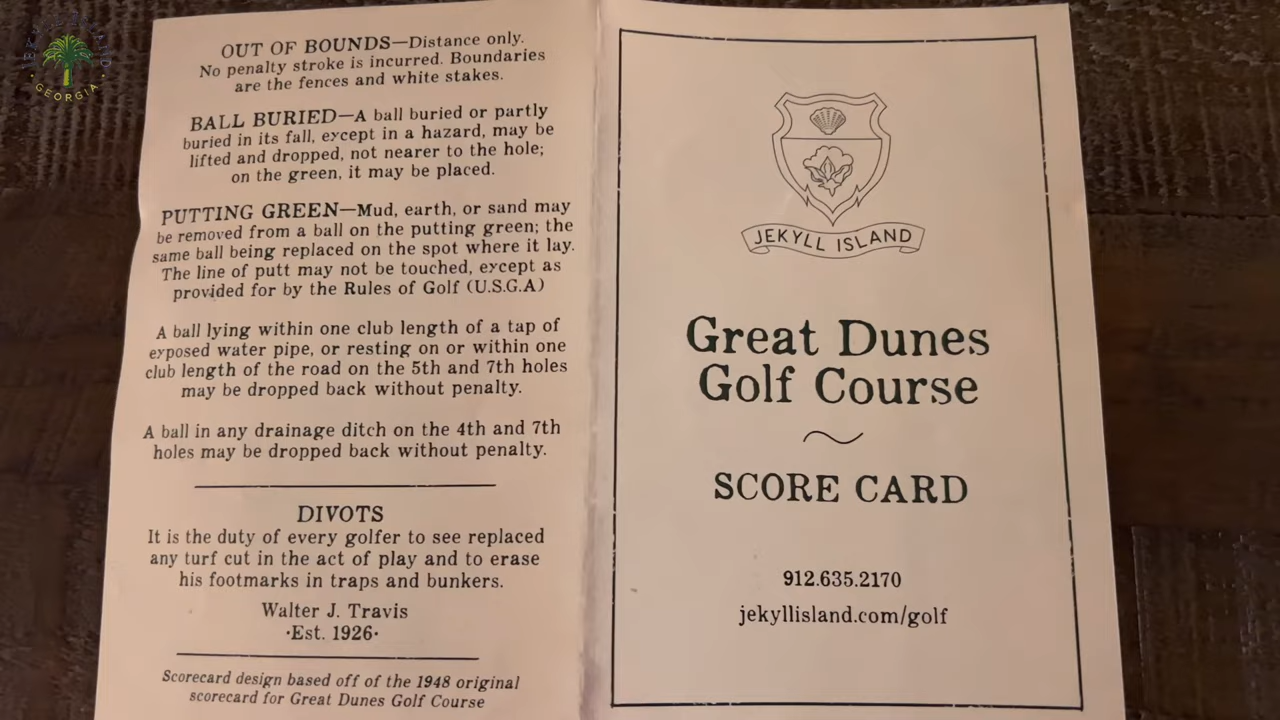 JEKYLL ISLAND
GEORGIA
OUT OF BOUNDS—Distance only.
No penalty stroke is incurred. Boundaries
are the fences and white stakes.
BALL BURIED—A ball buried or partly
buried in its fall, except in a hazard, may be
lifted and dropped, not nearer to the hole;
on the green, it may be placed.
PUTTING GREEN—Mud, earth, or sand may
be removed from a ball on the putting green; the
same ball being replaced on the spot where it lay.
The line of putt may not be touched, except as
provided for by the Rules of Golf (U.S.G.A)
A ball lying within one club length of a tap of
exposed water pipe, or resting on or within one
club length of the road on the 5th and 7th holes
may be dropped back without penalty.
A ball in any drainage ditch on the 4th and 7th
holes may be dropped back without penalty.
DIVOTS
It is the duty of every golfer to see replaced
any turf cut in the act of play and to erase
his footmarks in traps and bunkers.
Walter J. Travis
·Est. 1926·
Scorecard design based off of the 1948 original
scorecard for Great Dunes Golf Course
JEKYLL ISLAND
Great Dunes
Golf Course
SCORE CARD
912.635.2170
jekyllisland.com/golf